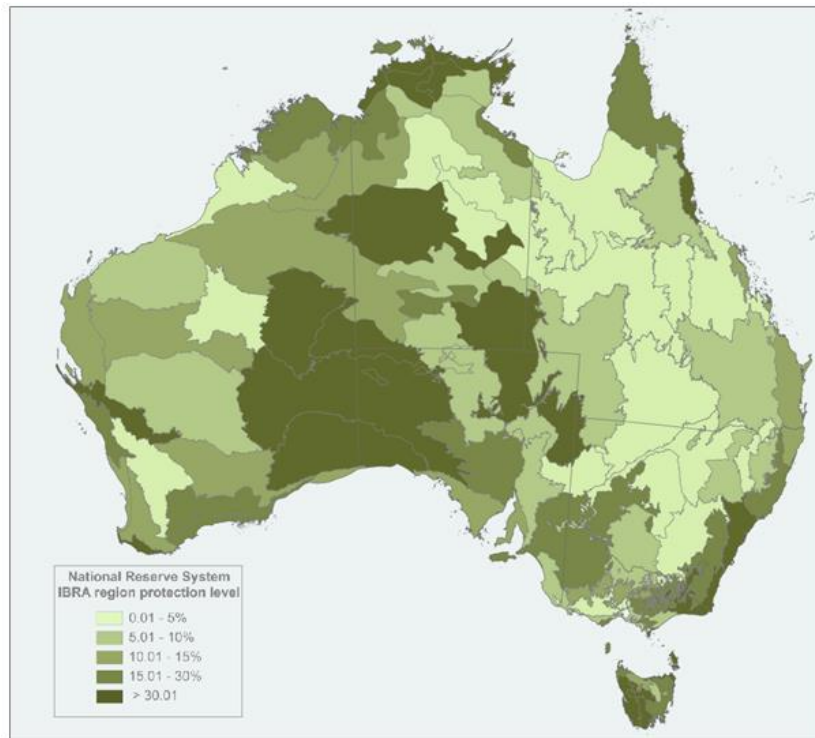 National Reserve System
IBRA region protection level
0.01 - 5%
5.01 - 10%
10.01 - 15%
15.01 - 30%
> 30.01